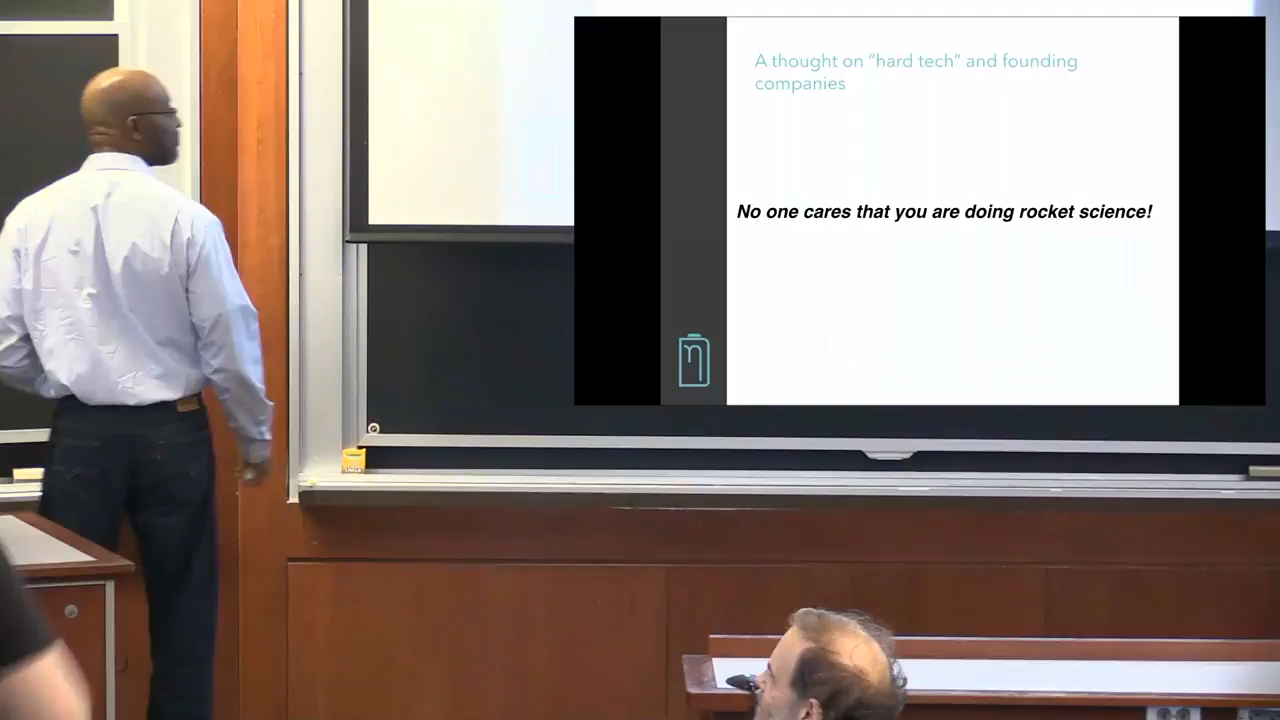 A thought on “hard tech” and founding
companies
No one cares that you are doing rocket science!
η